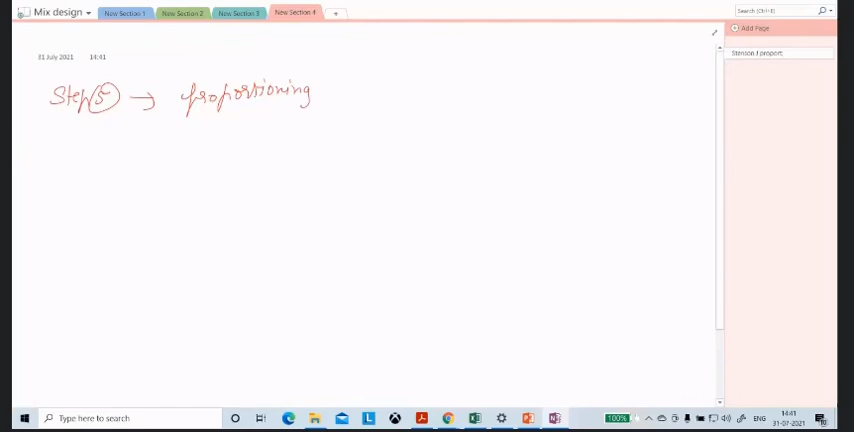 Mix design New Section 1 New Section 2 New Section 3 New Section 4 + Search (Ctrl+E)
Add Page
31 July 2021 14:41
Stenson I proport
Step 5 → proportioning
Type here to search 100% ENG 14:41
31-07-2021